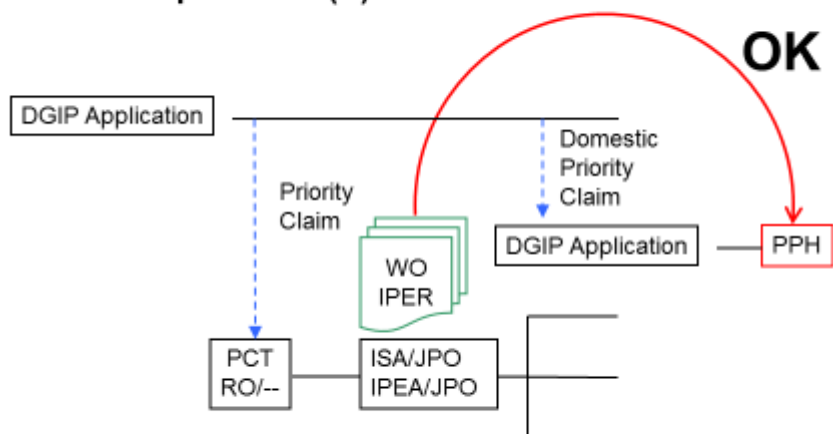 OK
DGIP Application
Domestic
Priority
Claim
Priority
Claim
WO
IPER
DGIP Application
PPH
PCT
RO/--
ISA/JPO
IPEA/JPO